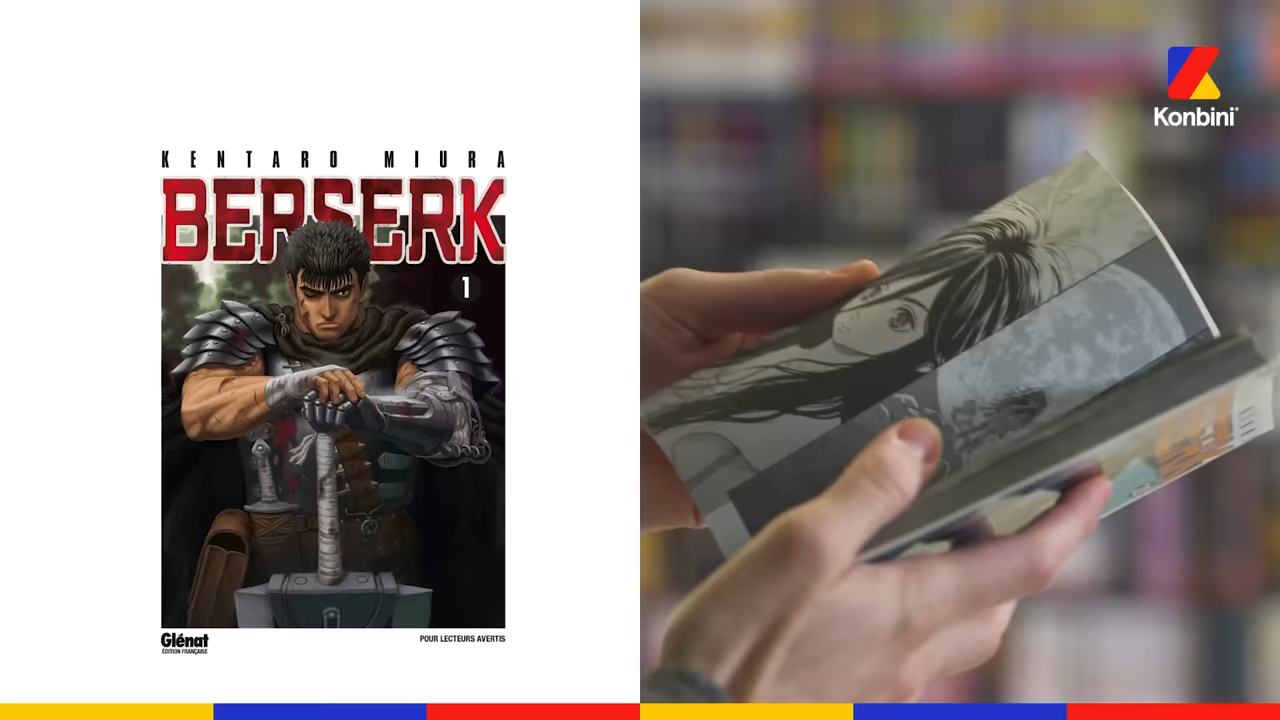 KENTARO MIURA
BERSERK
1
Glénat
ÉDITION FRANÇAISE
POUR LECTEURS AVERTIS
Konbini